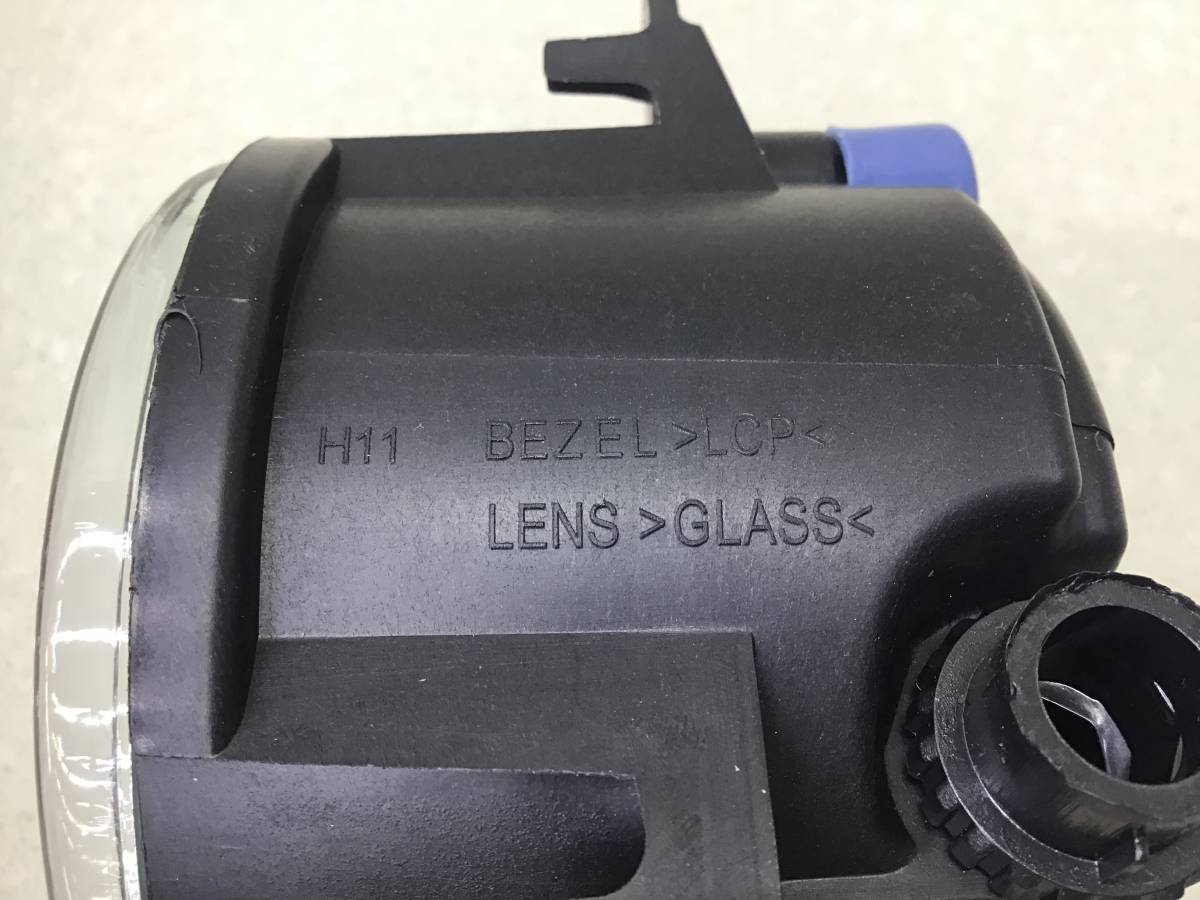 H11 BEZEL >LCP<
LENS >GLASS<